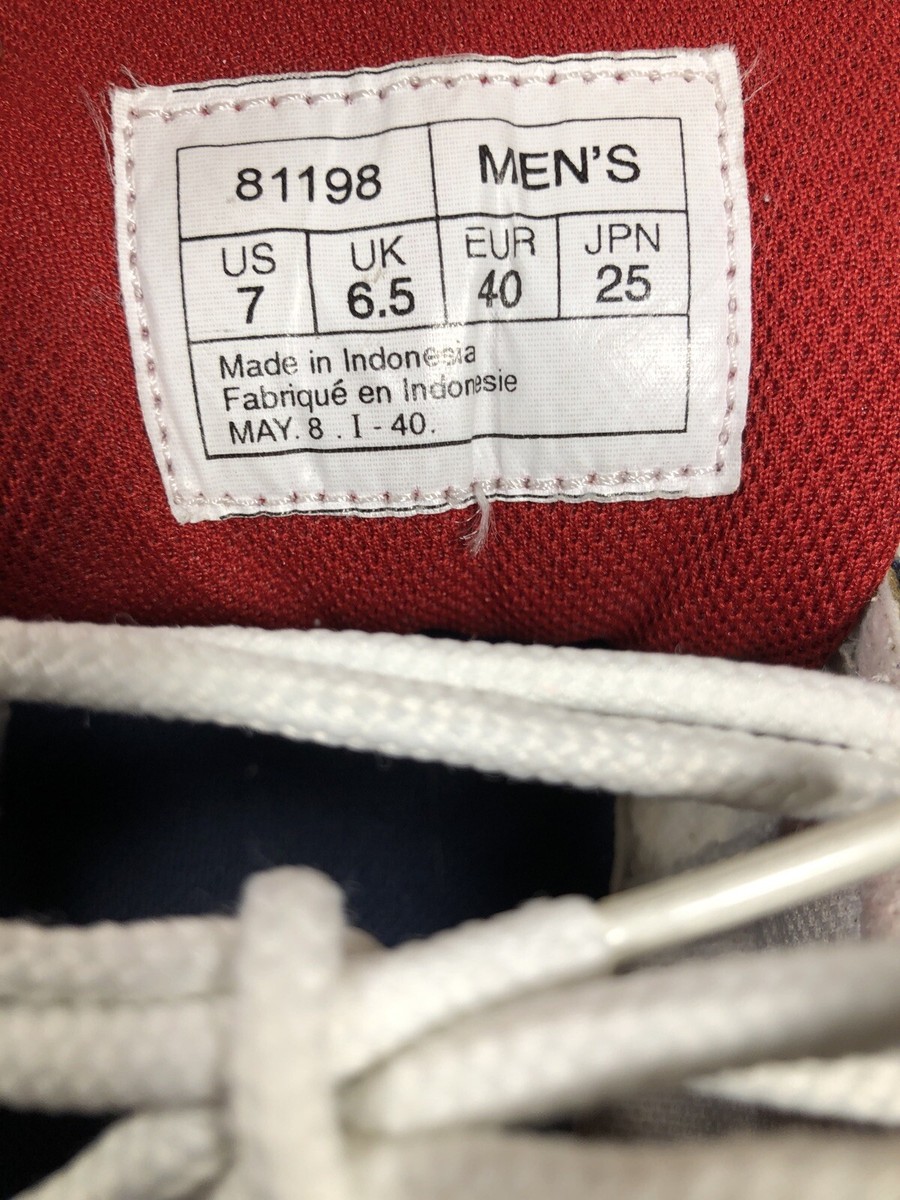 81198 MEN'S
US UK EUR JPN
7 6.5 40 25
Made in Indonesia
Fabriqué en Indonesie
MAY. 8 . I - 40.